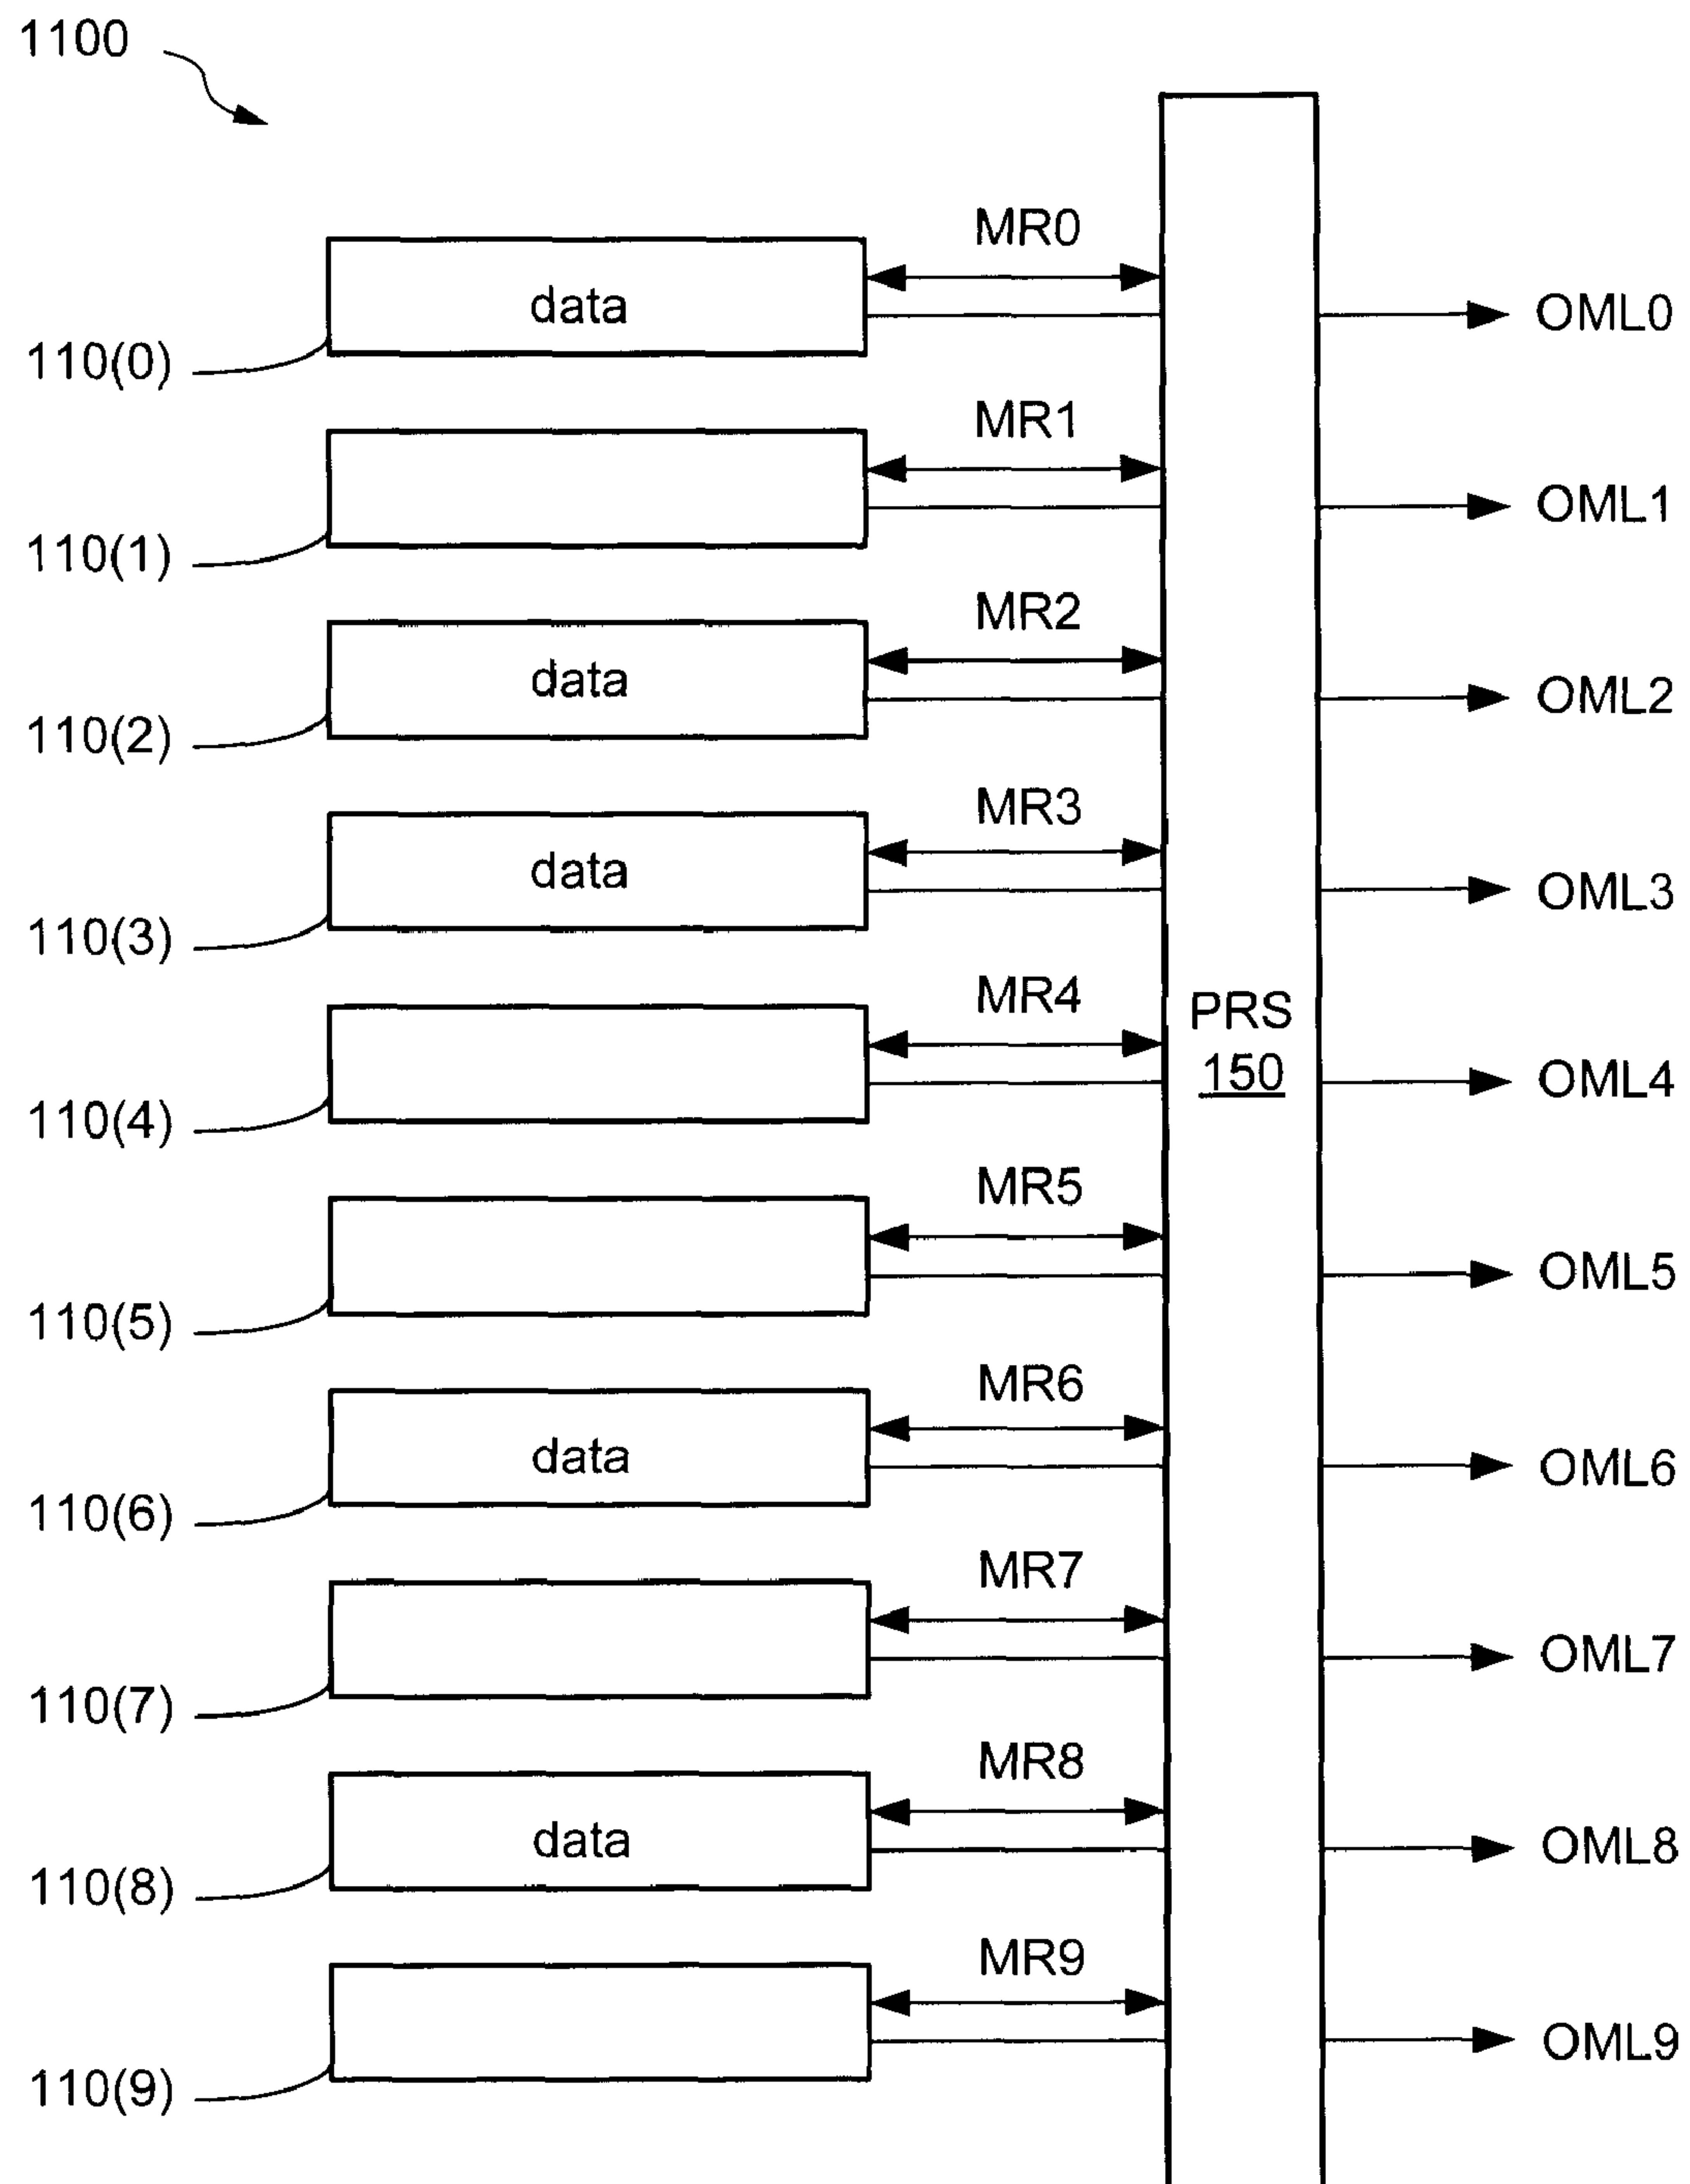 1100
MR0
data
OML0
110(0)
MR1
OML1
110(1)
MR2
data
OML2
110(2)
MR3
data
OML3
110(3)
MR4
PRS
150
OML4
110(4)
MR5
OML5
110(5)
MR6
data
OML6
110(6)
MR7
OML7
110(7)
MR8
data
OML8
110(8)
MR9
OML9
110(9)